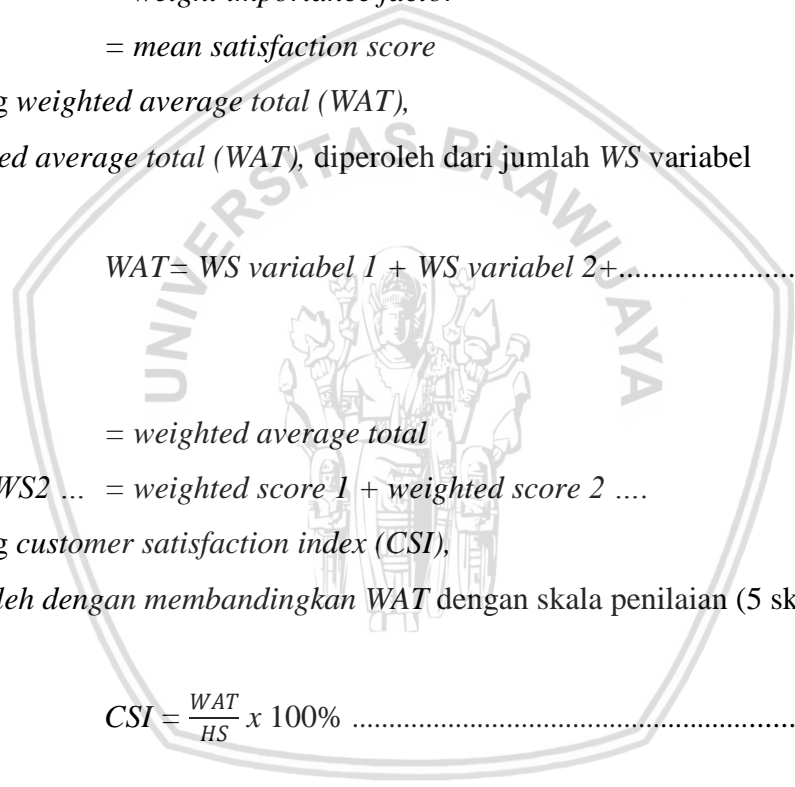 weight importance factor
= mean satisfaction score
g weighted average total (WAT),
ed average total (WAT), diperoleh dari jumlah WS variabel
WAT= WS variabel 1 + WS variabel 2+......................
= weighted average total
WS2 ... = weighted score 1 + weighted score 2 ....
g customer satisfaction index (CSI),
leh dengan membandingkan WAT dengan skala penilaian (5 sk
CSI = WAT/HS x 100% ..................................................
UNIVERSITAS BRAWIJAYA